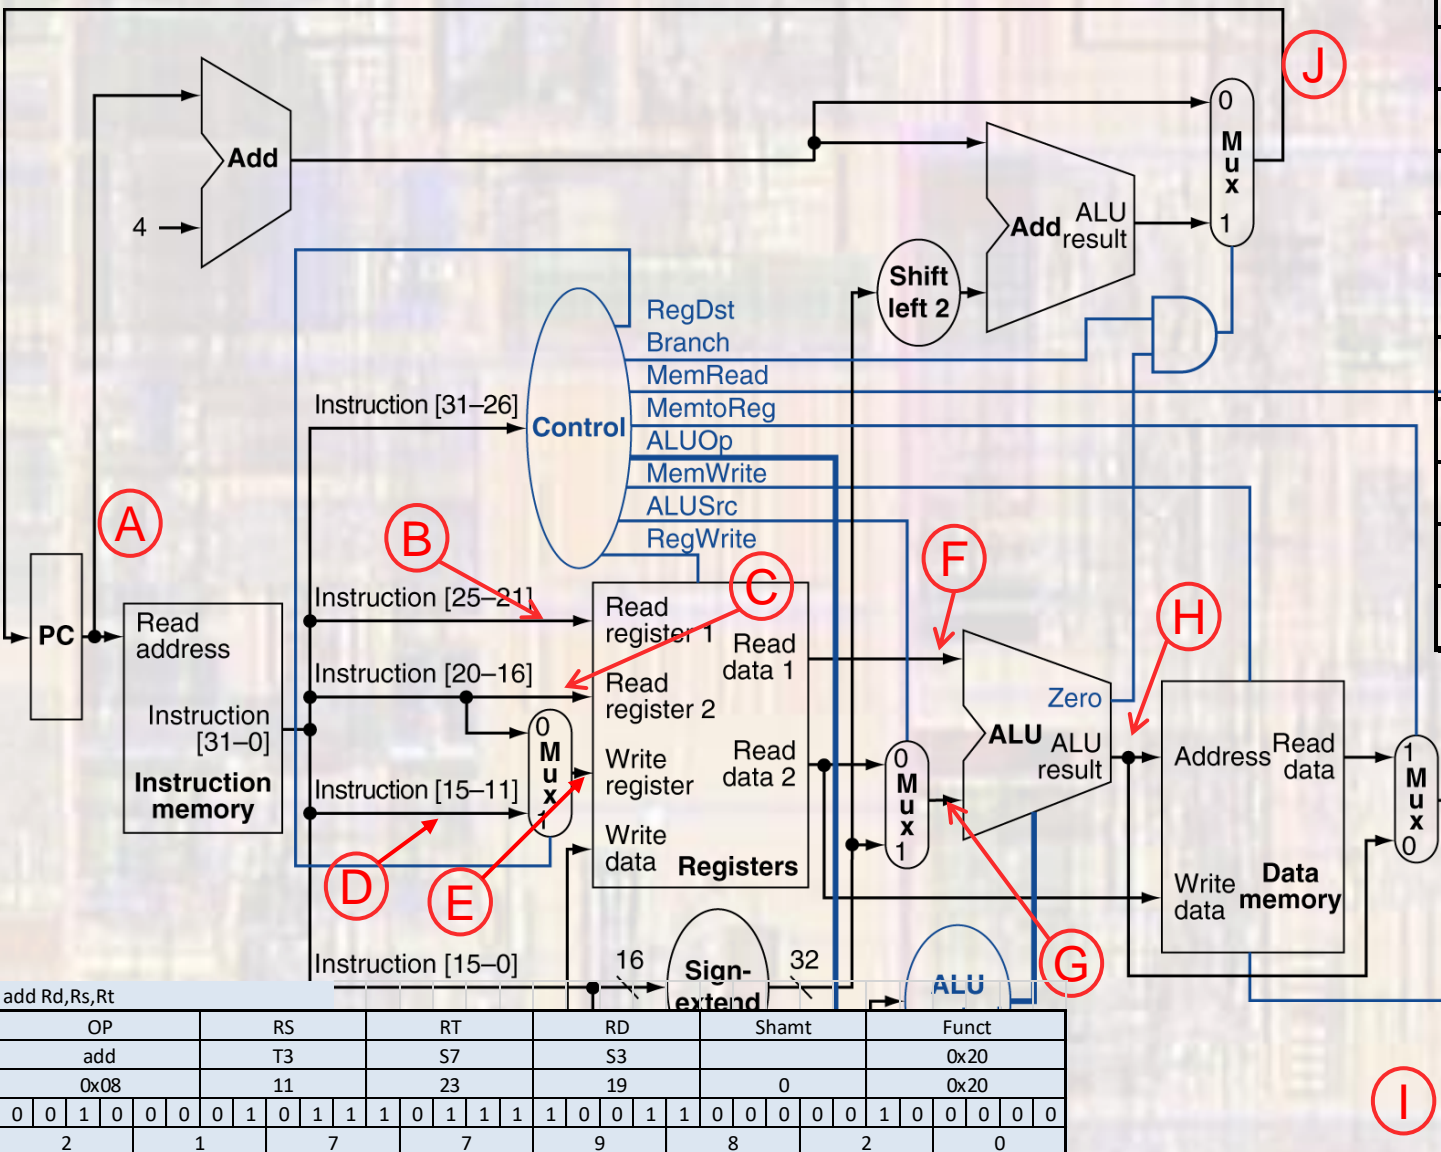 J
0
Mux
1
Add
4
Add
ALU
result
Shift
left 2
RegDst
Branch
MemRead
MemtoReg
ALUOp
MemWrite
ALUSrc
RegWrite
Instruction [31–26]
Control
A
B
C
F
H
PC
Read
address
Instruction
[31–0]
Instruction
memory
Instruction [25–21]
Instruction [20–16]
Instruction [15–11]
0
Mux
1
D
E
Read
register 1
Read
register 2
Write
register
Write
data
Read
data 1
Read
data 2
Registers
0
Mux
1
Zero
ALU
ALU
result
Address
Read
data
Write
data
Data
memory
1
Mux
0
G
Instruction [15–0]
16
Sign-
extend
32
ALU
I
add Rd,Rs,Rt
OP RS RT RD Shamt Funct
add T3 S7 S3 0x20
0x08 11 23 19 0 0x20
0 0 1 0 0 0 0 1 0 1 1 1 0 1 1 1 1 0 0 1 1 0 0 0 0 0 1 0 0 0 0 0
2 1 7 7 9 8 2 0